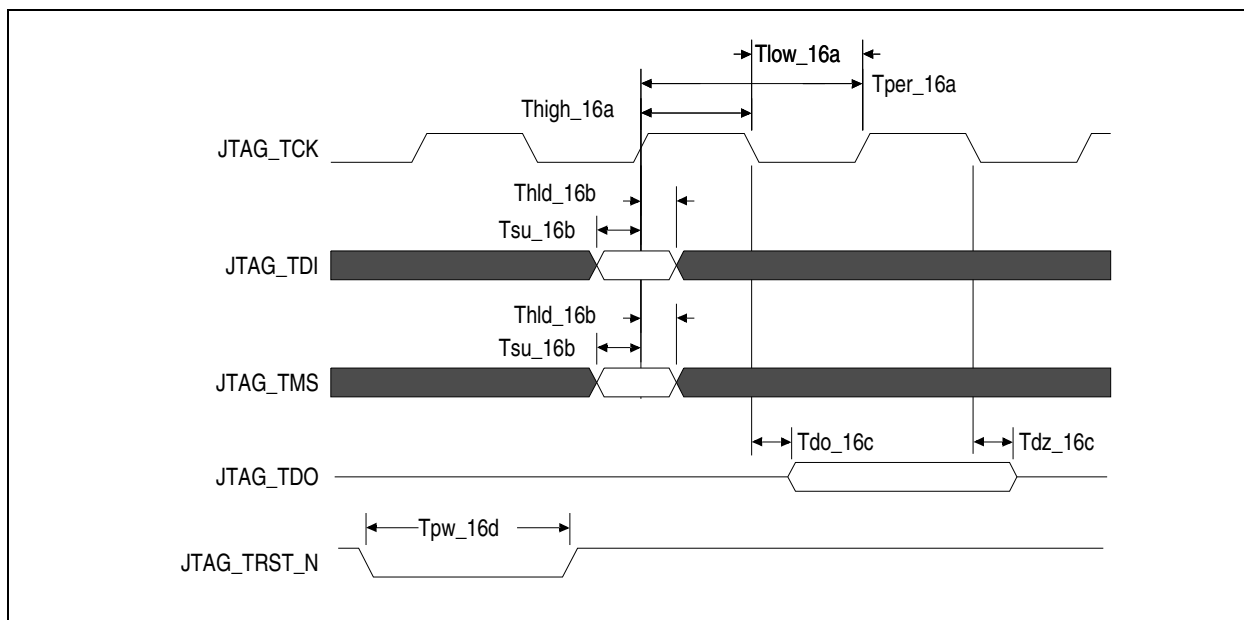 Tlow_16a
Tper_16a
Thigh_16a
JTAG_TCK
Thld_16b
Tsu_16b
JTAG_TDI
Thld_16b
Tsu_16b
JTAG_TMS
Tdo_16c
Tdz_16c
JTAG_TDO
Tpw_16d
JTAG_TRST_N